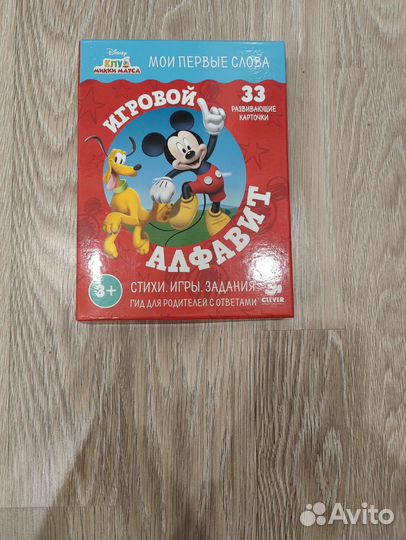 Disney
КЛУБ
МИККИ МАУСА
МОИ ПЕРВЫЕ СЛОВА
ИГРОВОЙ
АЛФАВИТ
33
РАЗВИВАЮЩИЕ
КАРТОЧКИ
3+
СТИХИ. ИГРЫ. ЗАДАНИЯ
ГИД ДЛЯ РОДИТЕЛЕЙ С ОТВЕТАМИ
CLEVER
Avito